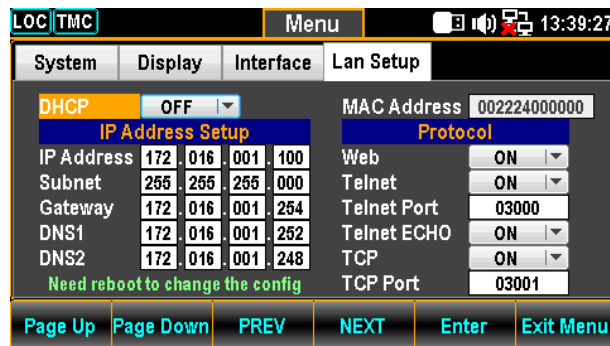 LOC TMC Menu 13:39:27
System Display Interface Lan Setup
DHCP OFF MAC Address 002224000000
IP Address Setup Protocol
IP Address 172 . 016 . 001 . 100 Web ON
Subnet 255 . 255 . 255 . 000 Telnet ON
Gateway 172 . 016 . 001 . 254 Telnet Port 03000
DNS1 172 . 016 . 001 . 252 Telnet ECHO ON
DNS2 172 . 016 . 001 . 248 TCP ON
Need reboot to change the config TCP Port 03001
Page Up Page Down PREV NEXT Enter Exit Menu